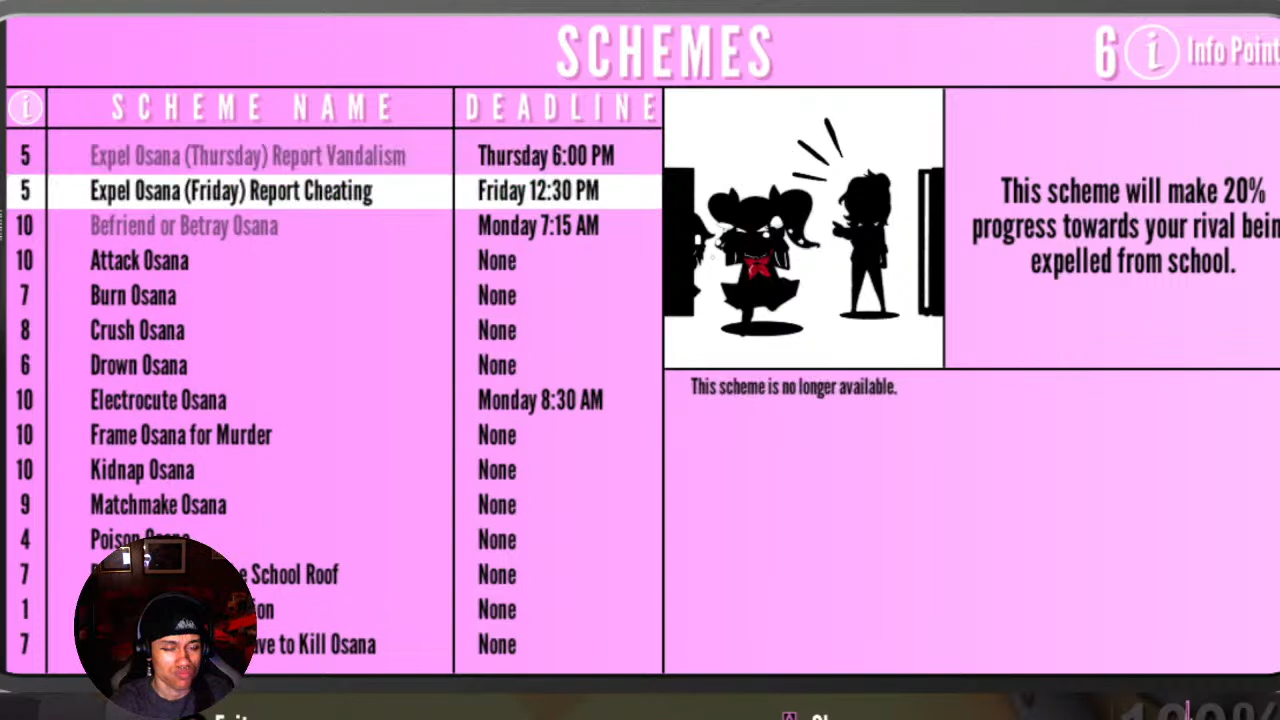 SCHEMES
6 i Info
i SCHEME NAME DEADLINE
5 Expel Osana (Thursday) Report Vandalism Thursday 6:00 PM
5 Expel Osana (Friday) Report Cheating Friday 12:30 PM
10 Befriend or Betray Osana Monday 7:15 AM
10 Attack Osana None
7 Burn Osana None
8 Crush Osana None
6 Drown Osana None
10 Electrocute Osana Monday 8:30 AM
10 Frame Osana for Murder None
10 Kidnap Osana None
9 Matchmake Osana None
4 Poison Osana None
7 School Roof None
1 None
7 to Kill Osana None
This scheme will make 20%
progress towards your rival
expelled from school.
This scheme is no longer available.